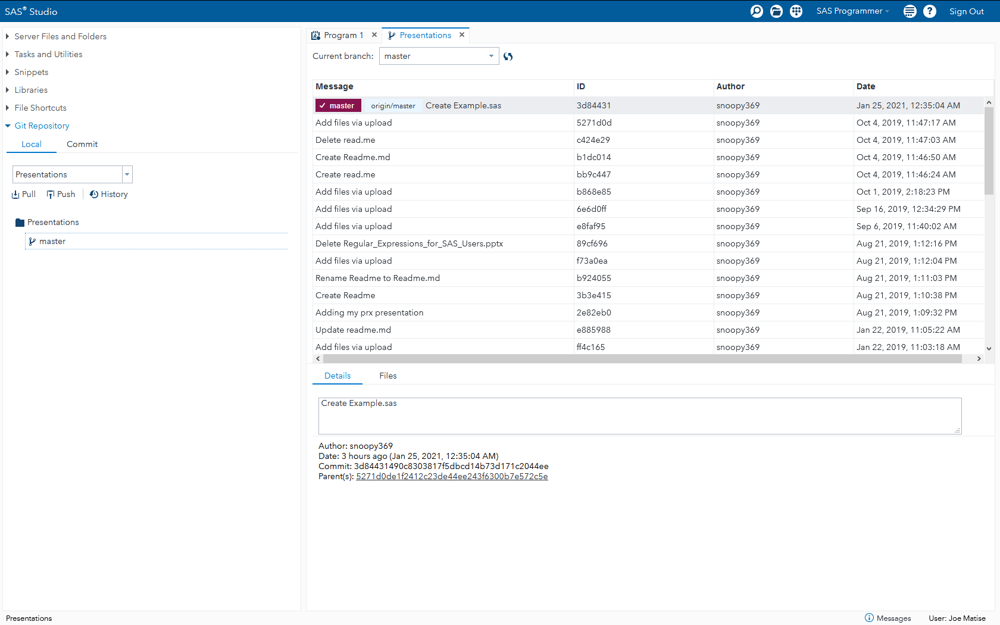 SAS® Studio
SAS Programmer
Sign Out
Server Files and Folders
Tasks and Utilities
Snippets
Libraries
File Shortcuts
Git Repository
Local Commit
Presentations
Pull Push History
Presentations
master
Program 1 Presentations
Current branch: master
Message ID Author Date
master origin/master Create Example.sas 3d84431 snoopy369 Jan 25, 2021, 12:35:04 AM
Add files via upload 5271d0d snoopy369 Oct 4, 2019, 11:47:17 AM
Delete read.me c424e29 snoopy369 Oct 4, 2019, 11:47:03 AM
Create Readme.md b1dc014 snoopy369 Oct 4, 2019, 11:46:50 AM
Create read.me bb9c447 snoopy369 Oct 4, 2019, 11:46:24 AM
Add files via upload b868e85 snoopy369 Oct 1, 2019, 2:18:23 PM
Add files via upload 6e6d0ff snoopy369 Sep 16, 2019, 12:34:29 PM
Add files via upload e8faf95 snoopy369 Sep 6, 2019, 11:40:02 AM
Delete Regular_Expressions_for_SAS_Users.pptx 89cf696 snoopy369 Aug 21, 2019, 1:12:16 PM
Add files via upload f73a0ea snoopy369 Aug 21, 2019, 1:12:04 PM
Rename Readme to Readme.md b924055 snoopy369 Aug 21, 2019, 1:11:03 PM
Create Readme 3b3e415 snoopy369 Aug 21, 2019, 1:10:38 PM
Adding my prx presentation 2e82eb0 snoopy369 Aug 21, 2019, 1:09:32 PM
Update readme.md e885988 snoopy369 Jan 22, 2019, 11:05:22 AM
Add files via upload ff4c165 snoopy369 Jan 22, 2019, 11:03:18 AM
Details Files
Create Example.sas
Author: snoopy369
Date: 3 hours ago (Jan 25, 2021, 12:35:04 AM)
Commit: 3d84431490c8303817f5dbcd14b73d171c2044ee
Parent(s): 5271d0de1f2412c23de44ee243f6300b7e572c5e
Presentations
Messages User: Joe Matise